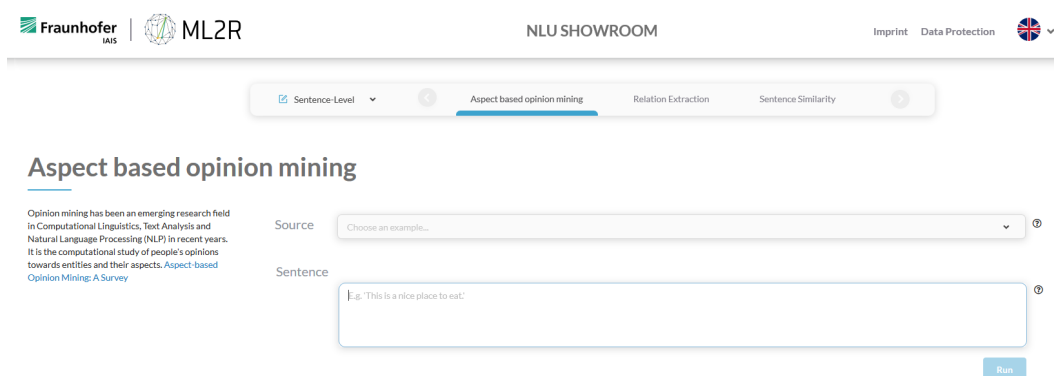 Fraunhofer
IAIS
ML2R
NLU SHOWROOM
Imprint Data Protection
Sentence-Level
Aspect based opinion mining
Relation Extraction
Sentence Similarity
Aspect based opinion mining
Opinion mining has been an emerging research field
in Computational Linguistics, Text Analysis and
Natural Language Processing (NLP) in recent years.
It is the computational study of people's opinions
towards entities and their aspects. Aspect-based
Opinion Mining: A Survey
Source
Choose an example...
Sentence
E.g. 'This is a nice place to eat.'
Run